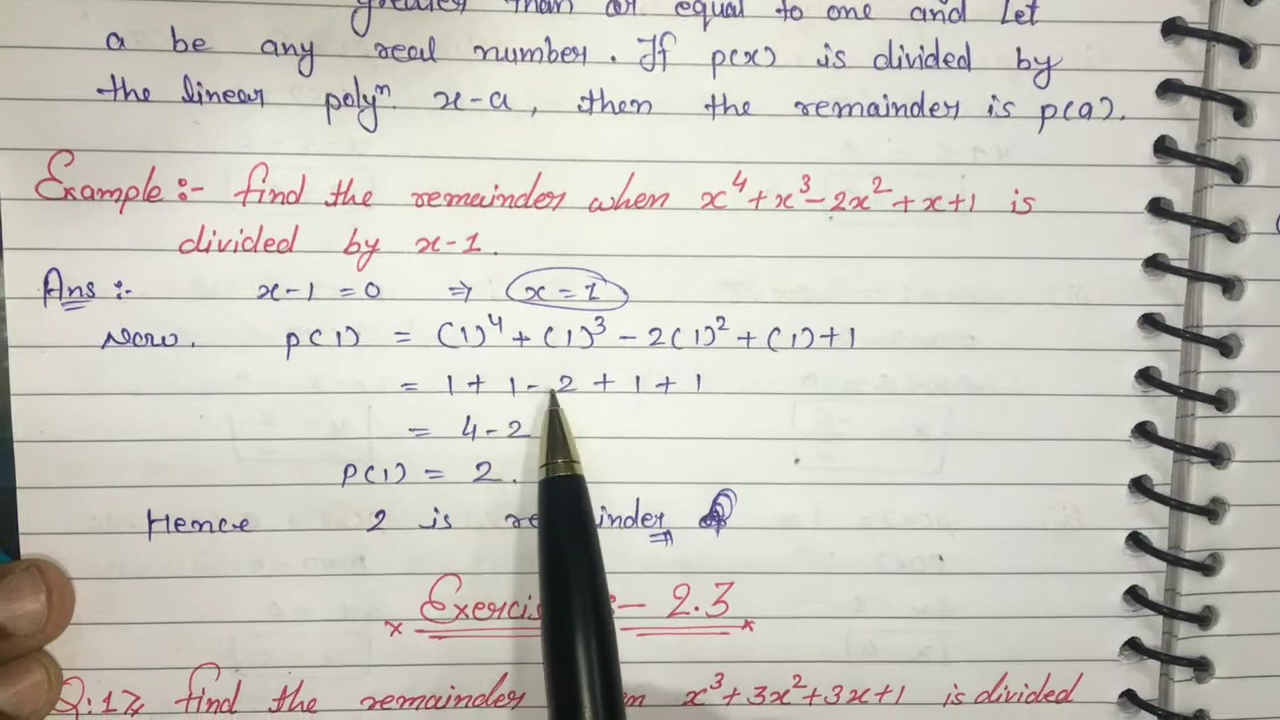 greater than or equal to one and let
a be any real number. If p(x) is divided by
the linear polyⁿ. x-a, then the remainder is p(a).
Example:- find the remainder when x⁴+x³-2x²+x+1 is
divided by x-1.
Ans:- x-1=0 ⇒ x=1
Now. p(1) = (1)⁴+(1)³-2(1)²+(1)+1
= 1+1-2+1+1
= 4-2
p(1) = 2.
Hence 2 is
Exercise :- 2.3
Q:1 find the remainder x³+3x²+3x+1 is divided